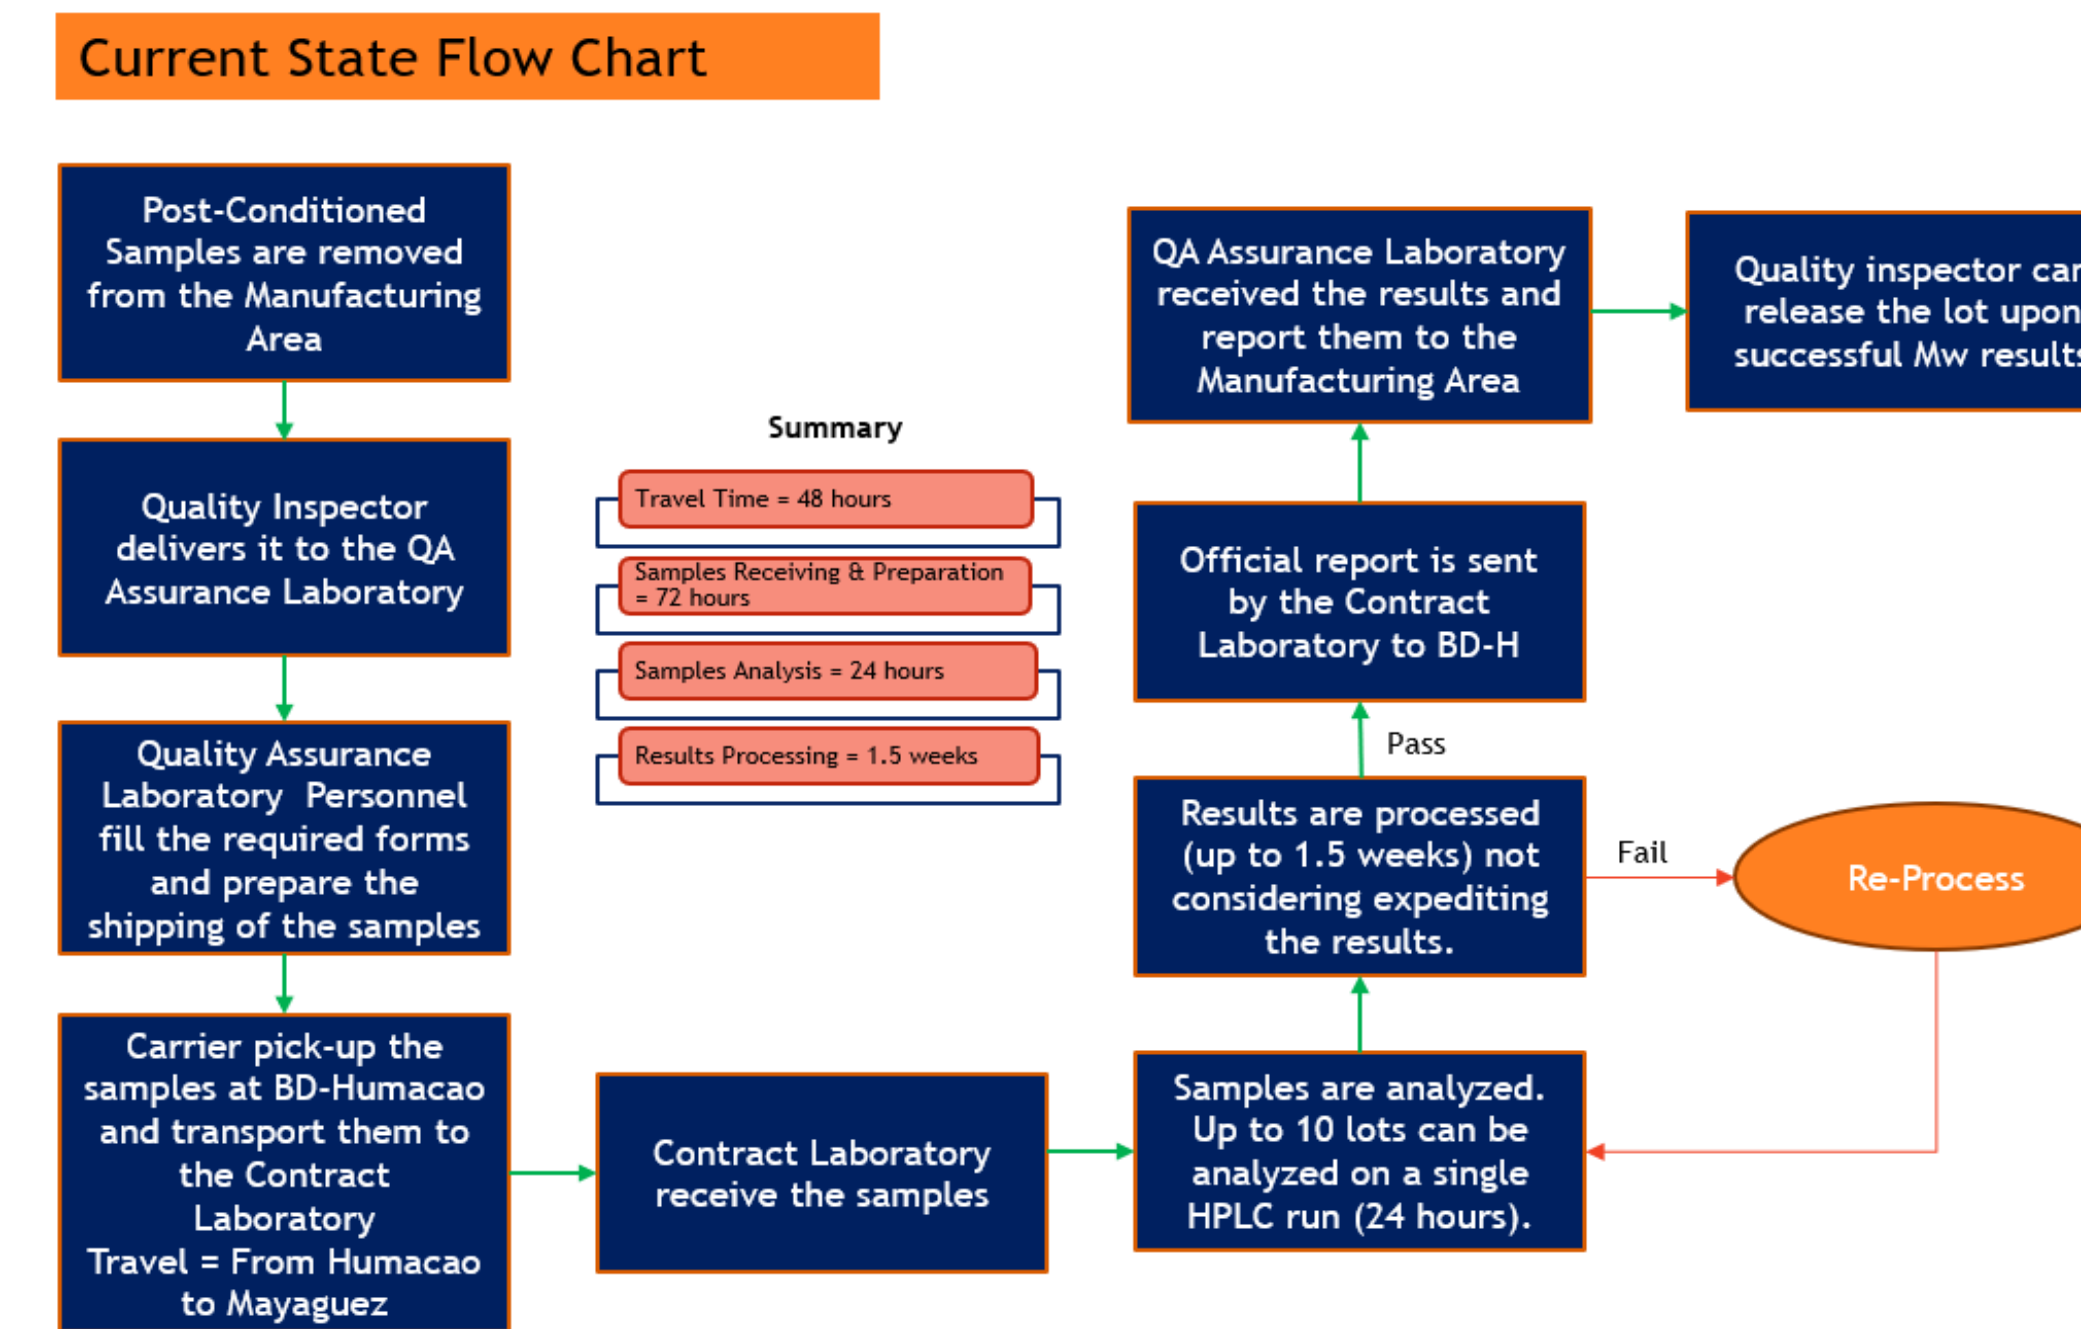 Current State Flow Chart
Post-Conditioned
Samples are removed
from the Manufacturing
Area
Quality Inspector
delivers it to the QA
Assurance Laboratory
Quality Assurance
Laboratory  Personnel
fill the required forms
and prepare the
shipping of the samples
Carrier pick-up the
samples at BD-Humacao
and transport them to
the Contract
Laboratory
Travel = From Humacao
to Mayaguez
Summary
Travel Time = 48 hours
Samples Receiving & Preparation
= 72 hours
Samples Analysis = 24 hours
Results Processing = 1.5 weeks
Contract Laboratory
receive the samples
Samples are analyzed.
Up to 10 lots can be
analyzed on a single
HPLC run (24 hours).
Results are processed
(up to 1.5 weeks) not
considering expediting
the results.
Pass
Fail
Re-Process
Official report is sent
by the Contract
Laboratory to BD-H
QA Assurance Laboratory
received the results and
report them to the
Manufacturing Area
Quality inspector can
release the lot upon
successful Mw results